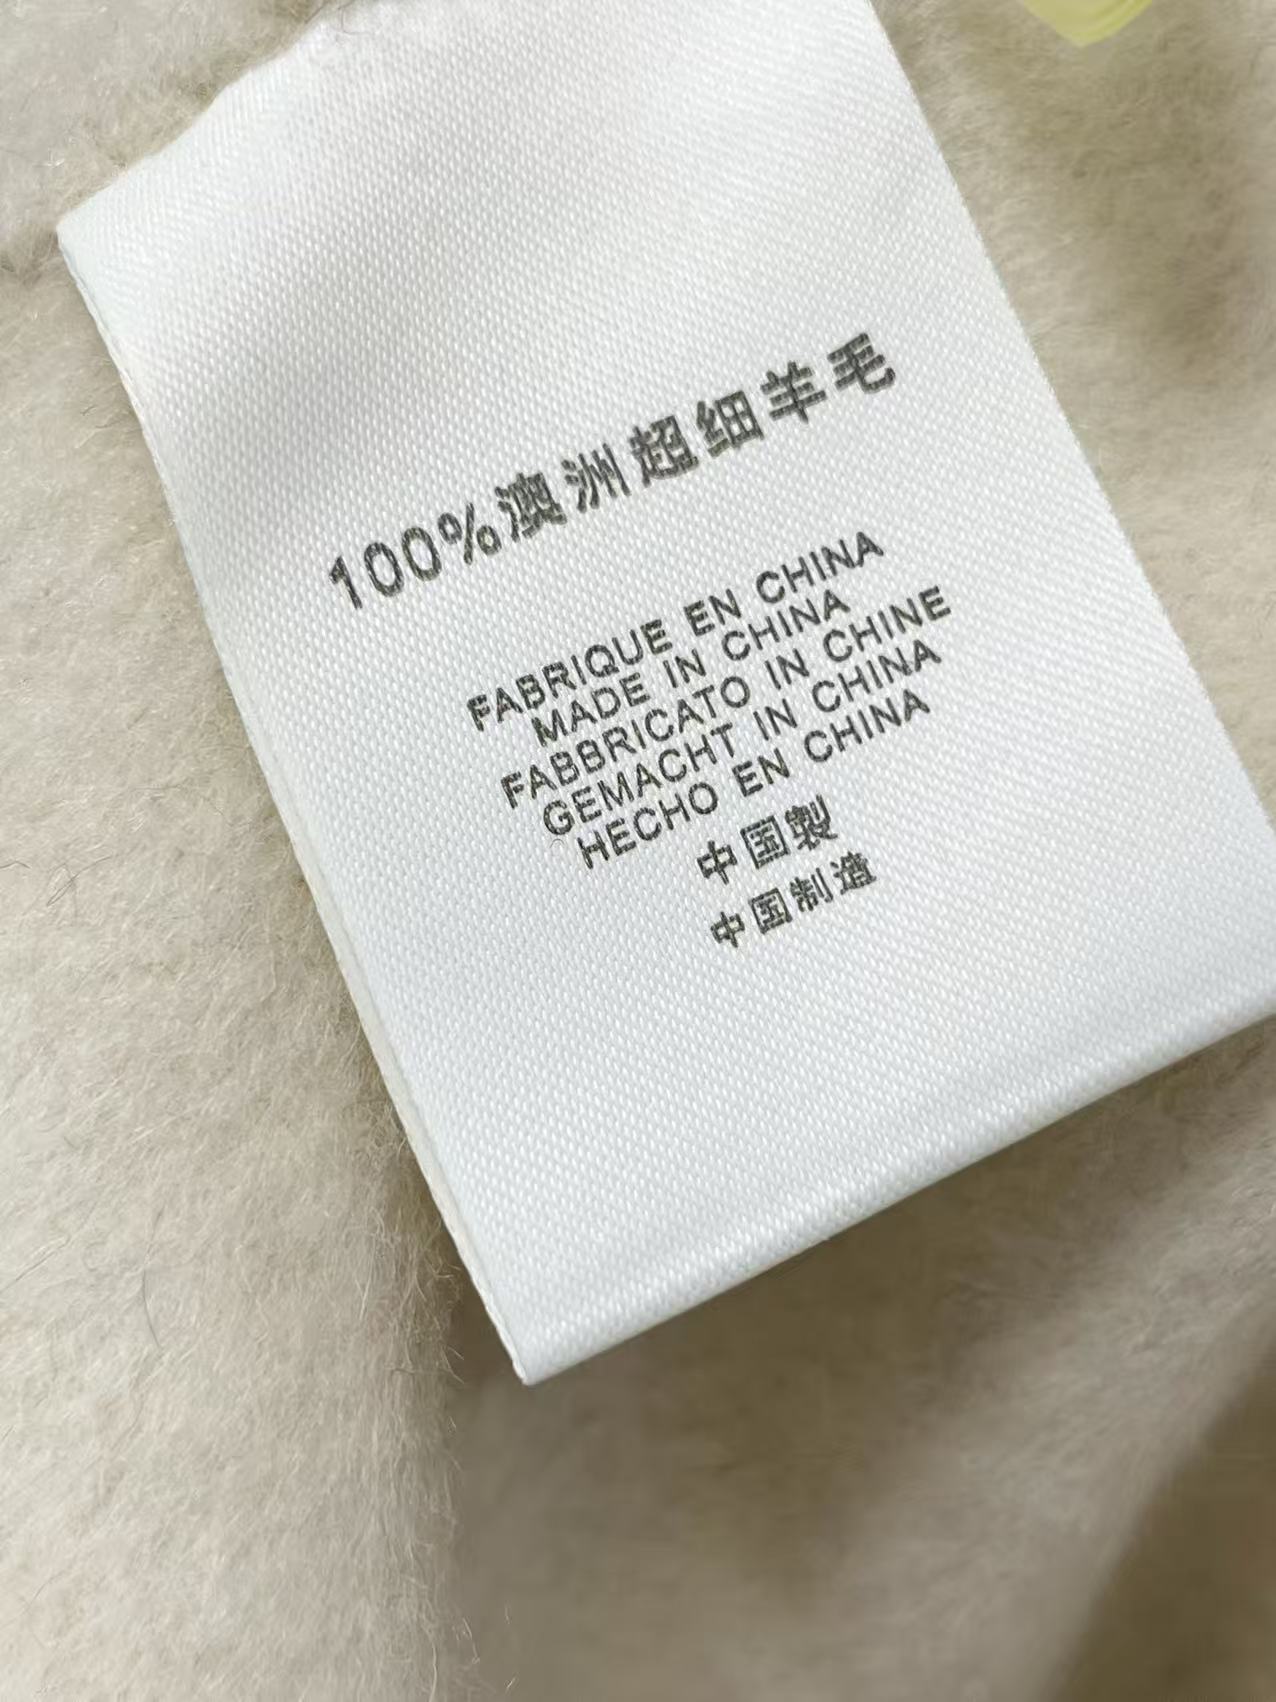 100%澳洲超细羊毛
FABRIQUE EN CHINA
MADE IN CHINA
FABBRICATO IN CHINE
GEMACHT IN CHINA
HECHO EN CHINA
中国製
中国制造